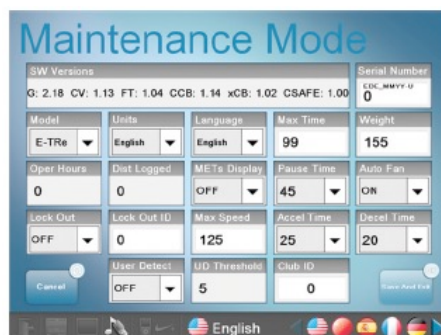 Maintenance Mode
SW Versions Serial Number
G: 2.18 CV: 1.13 FT: 1.04 CCB: 1.14 xCB: 1.02 CSAFE: 1.00 EDC_MMYY-U
0
Model Units Language Max Time Weight
E-TRe English English 99 155
Oper Hours Dist Logged METs Display Pause Time Auto Fan
0 0 OFF 45 ON
Lock Out Lock Out ID Max Speed Accel Time Decel Time
OFF 0 125 25 20
Cancel User Detect UD Threshold Club ID Save And Exit
OFF 5 0
English